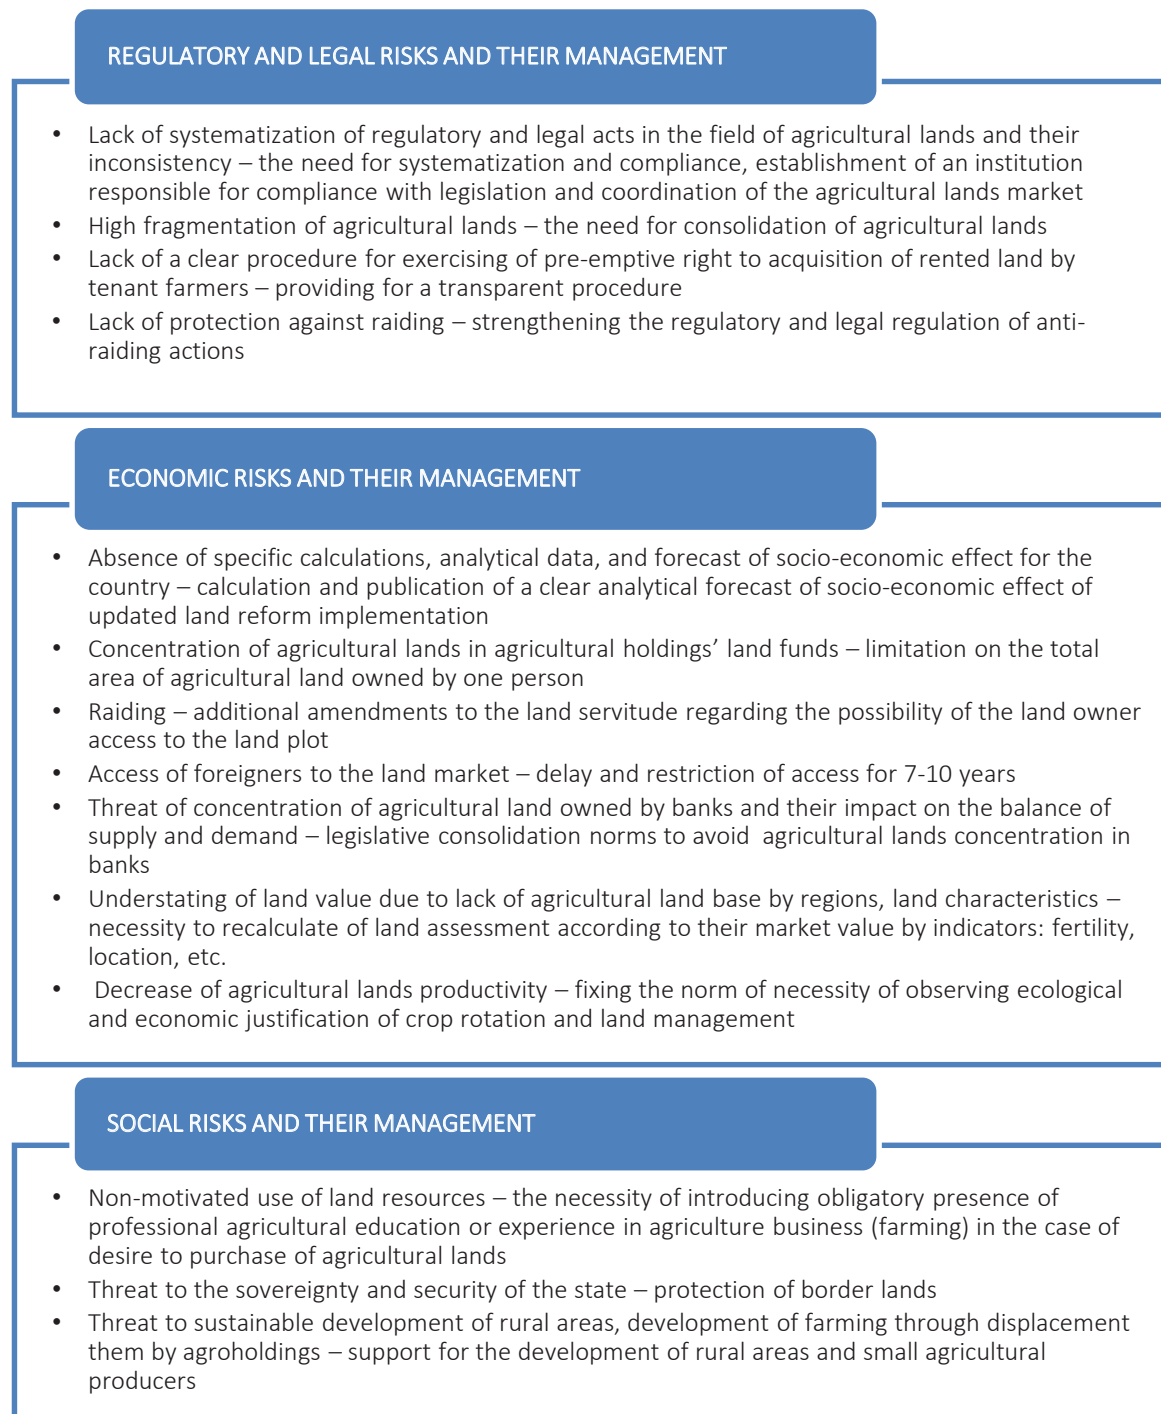 REGULATORY AND LEGAL RISKS AND THEIR MANAGEMENT
• Lack of systematization of regulatory and legal acts in the field of agricultural lands and their
inconsistency – the need for systematization and compliance, establishment of an institution
responsible for compliance with legislation and coordination of the agricultural lands market
• High fragmentation of agricultural lands – the need for consolidation of agricultural lands
• Lack of a clear procedure for exercising of pre-emptive right to acquisition of rented land by
tenant farmers – providing for a transparent procedure
• Lack of protection against raiding – strengthening the regulatory and legal regulation of anti-
raiding actions
ECONOMIC RISKS AND THEIR MANAGEMENT
• Absence of specific calculations, analytical data, and forecast of socio-economic effect for the
country – calculation and publication of a clear analytical forecast of socio-economic effect of
updated land reform implementation
• Concentration of agricultural lands in agricultural holdings’ land funds – limitation on the total
area of agricultural land owned by one person
• Raiding – additional amendments to the land servitude regarding the possibility of the land owner
access to the land plot
• Access of foreigners to the land market – delay and restriction of access for 7-10 years
• Threat of concentration of agricultural land owned by banks and their impact on the balance of
supply and demand – legislative consolidation norms to avoid  agricultural lands concentration in
banks
• Understating of land value due to lack of agricultural land base by regions, land characteristics –
necessity to recalculate of land assessment according to their market value by indicators: fertility,
location, etc.
• Decrease of agricultural lands productivity – fixing the norm of necessity of observing ecological
and economic justification of crop rotation and land management
SOCIAL RISKS AND THEIR MANAGEMENT
• Non-motivated use of land resources – the necessity of introducing obligatory presence of
professional agricultural education or experience in agriculture business (farming) in the case of
desire to purchase of agricultural lands
• Threat to the sovereignty and security of the state – protection of border lands
• Threat to sustainable development of rural areas, development of farming through displacement
them by agroholdings – support for the development of rural areas and small agricultural
producers